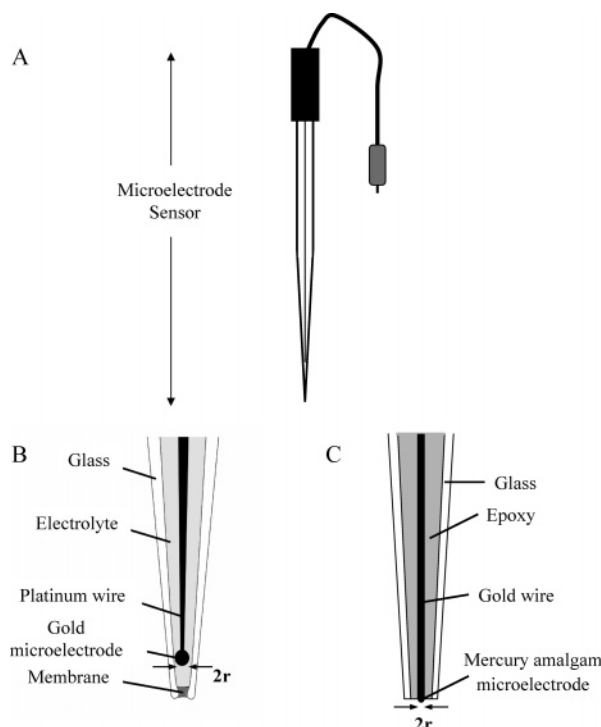 A
Microelectrode
Sensor
B
Glass
Electrolyte
Platinum wire
Gold
microelectrode
Membrane
2r
C
Glass
Epoxy
Gold wire
Mercury amalgam
microelectrode
2r